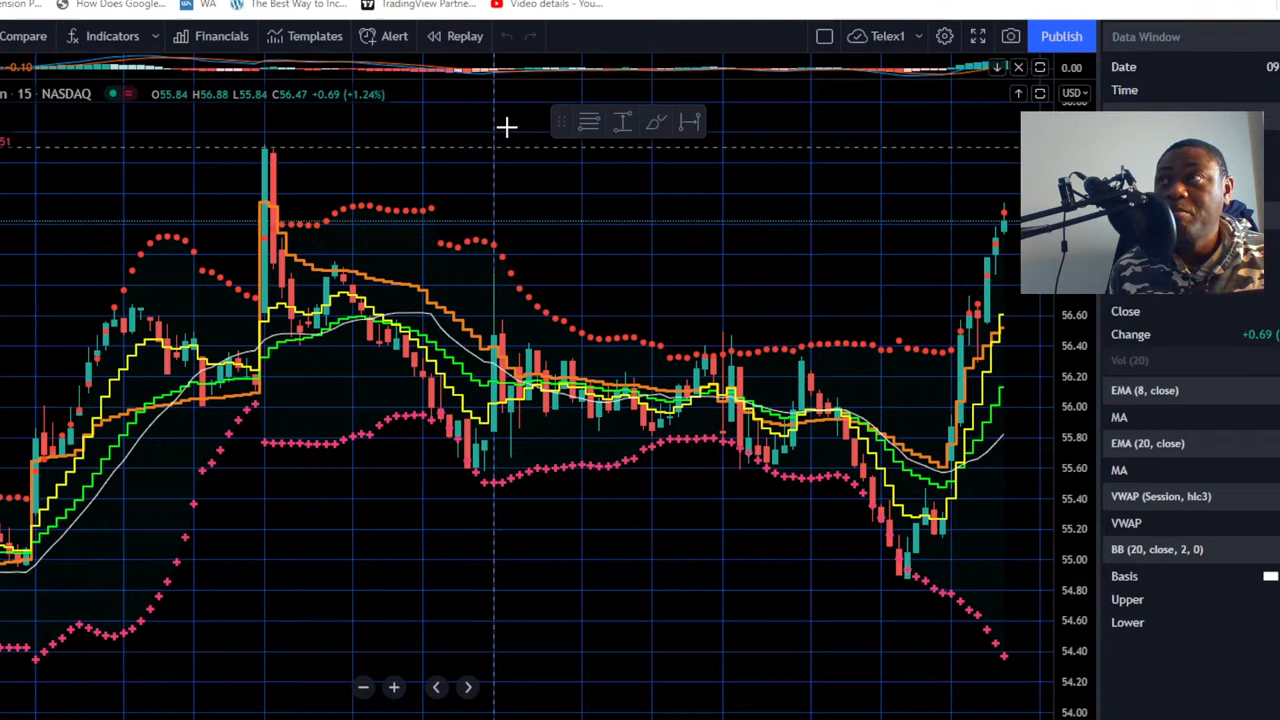 ension P... How Does Google... WA The Best Way to Inc... TradingView Partne... Video details - You...
Compare Indicators Financials Templates Alert Replay Telex1 Publish
Data Window
-0.10
0.00
Date 09
Time
n · 15 · NASDAQ O55.84 H56.88 L55.84 C56.47 +0.69 (+1.24%)
USD
51
56.60
56.40
56.20
56.00
55.80
55.60
55.40
55.20
55.00
54.80
54.60
54.40
54.20
54.00
Close
Change +0.69 (
Vol (20)
EMA (8, close)
MA
EMA (20, close)
MA
VWAP (Session, hlc3)
VWAP
BB (20, close, 2, 0)
Basis
Upper
Lower